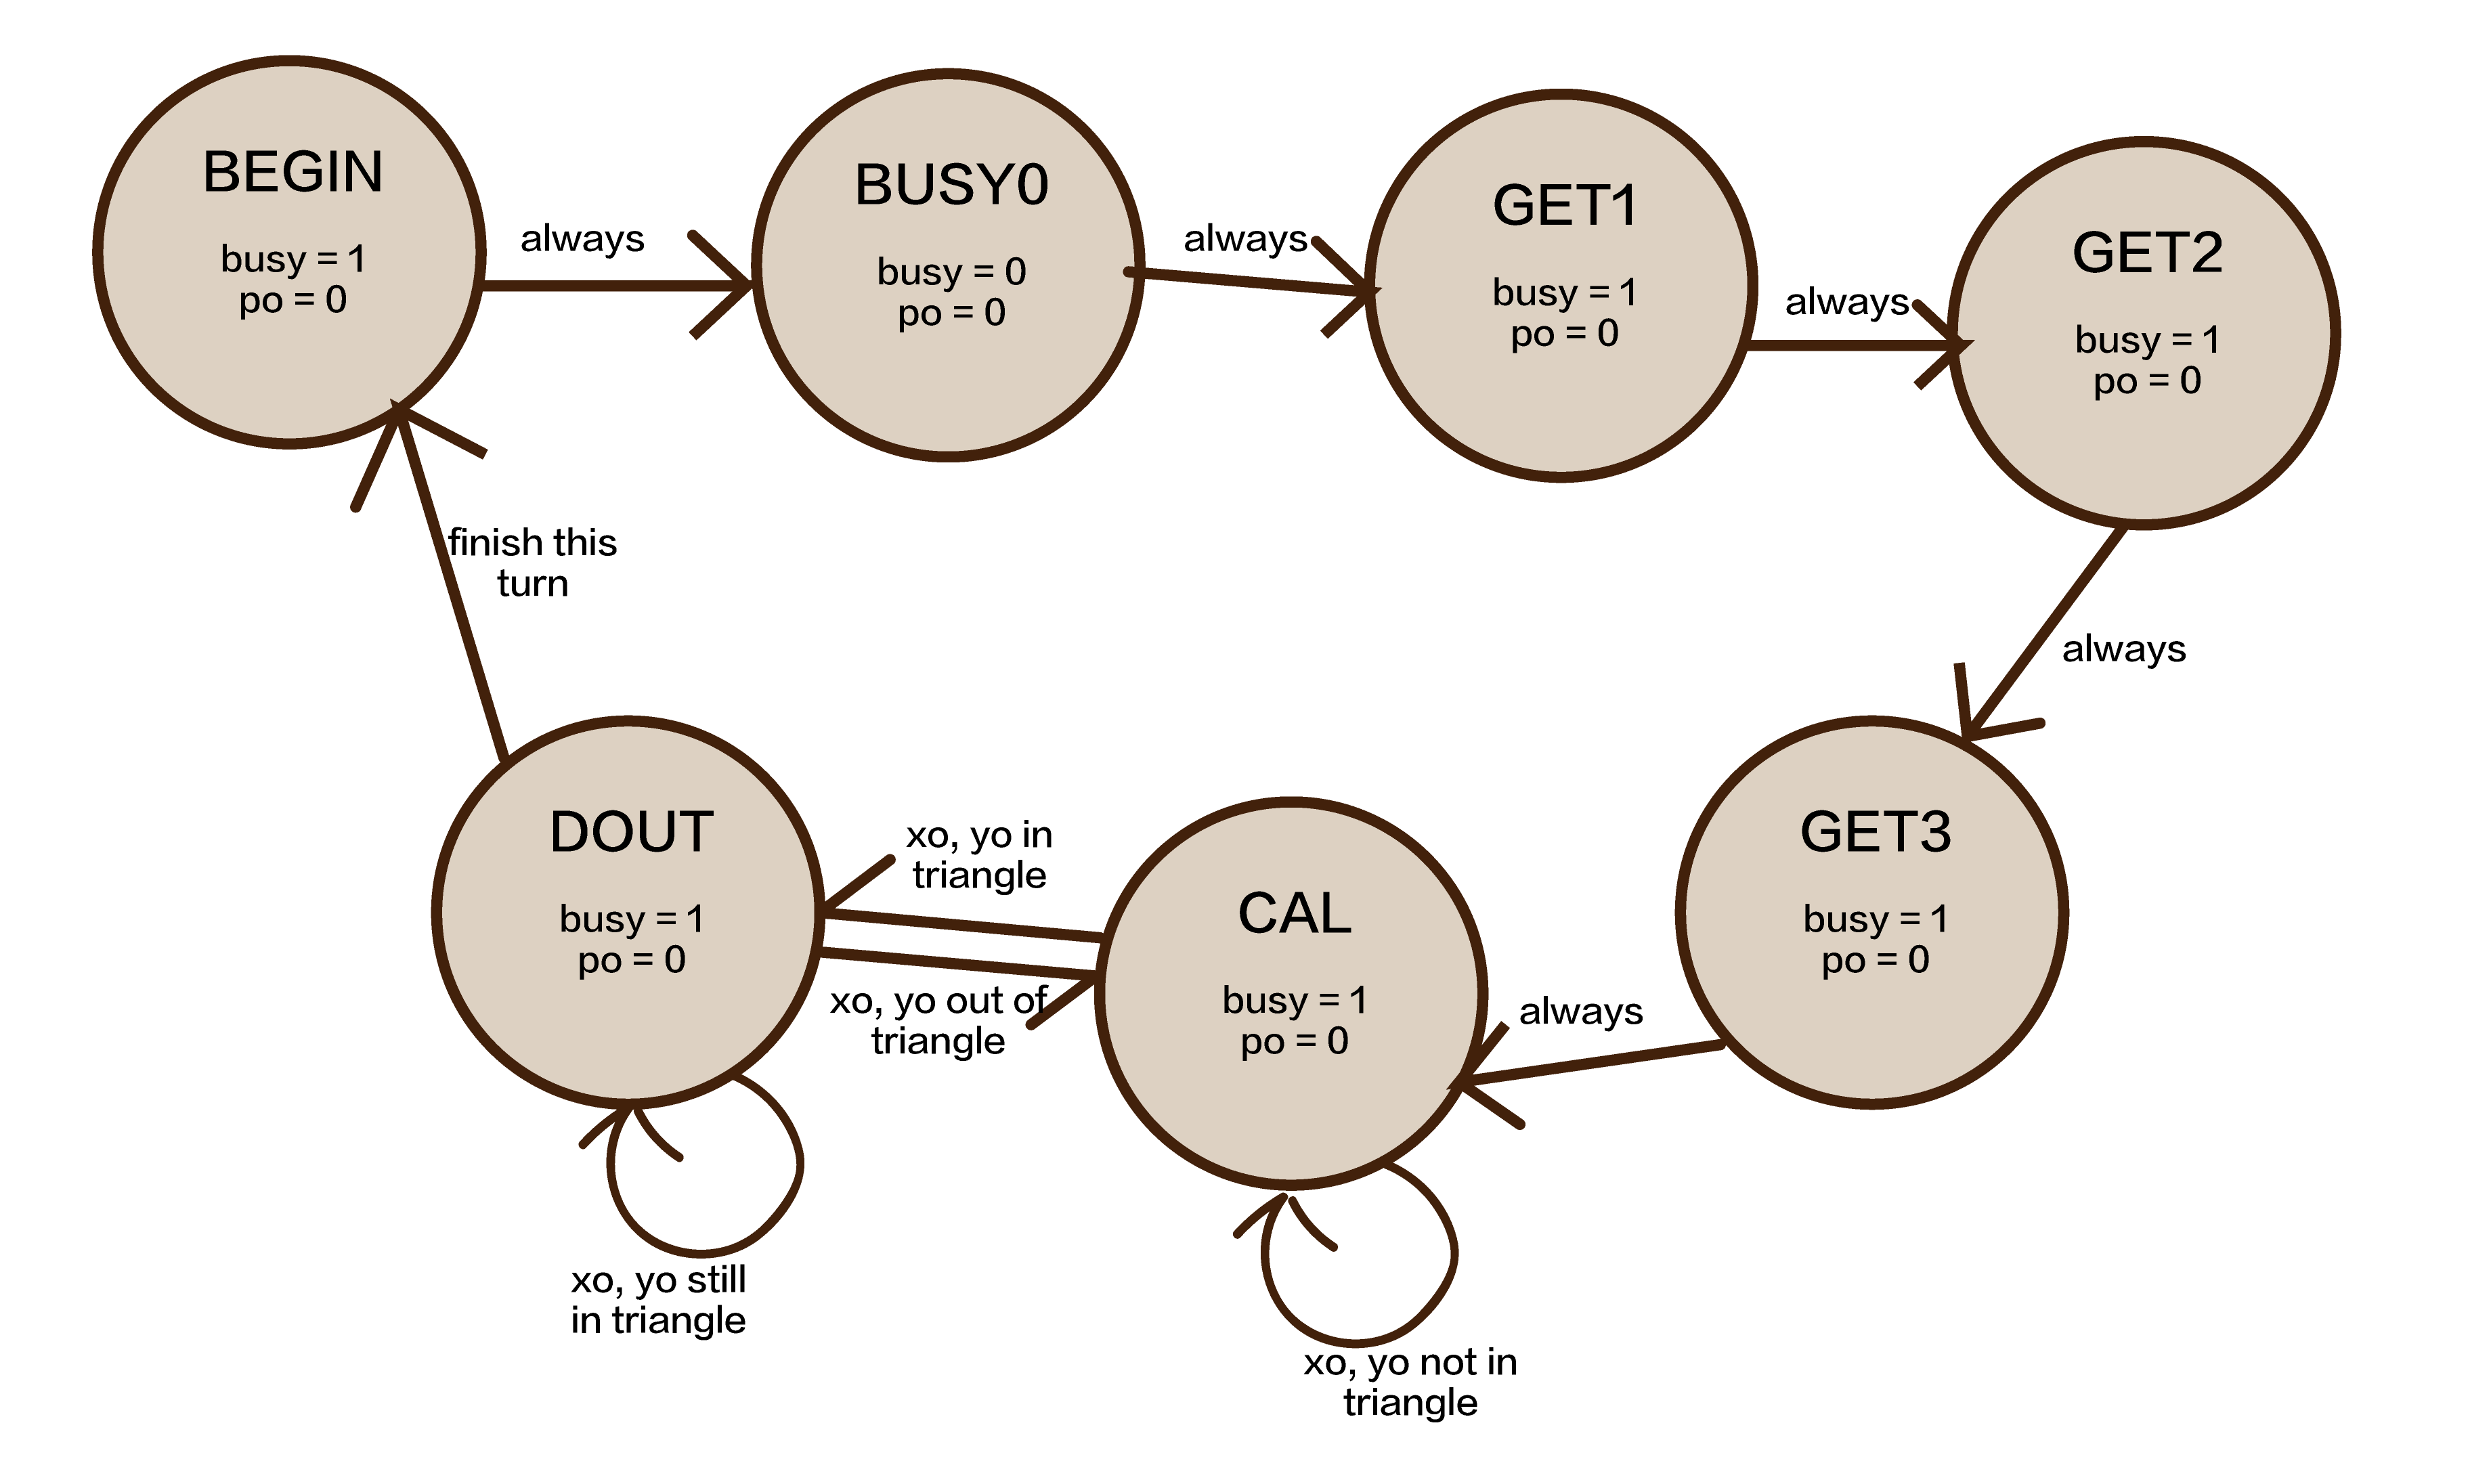 BEGIN
busy = 1
po = 0
always
BUSY0
busy = 0
po = 0
always
GET1
busy = 1
po = 0
always
GET2
busy = 1
po = 0
always
finish this
turn
DOUT
busy = 1
po = 0
xo, yo in
triangle
xo, yo out of
triangle
CAL
busy = 1
po = 0
always
GET3
busy = 1
po = 0
xo, yo still
in triangle
xo, yo not in
triangle